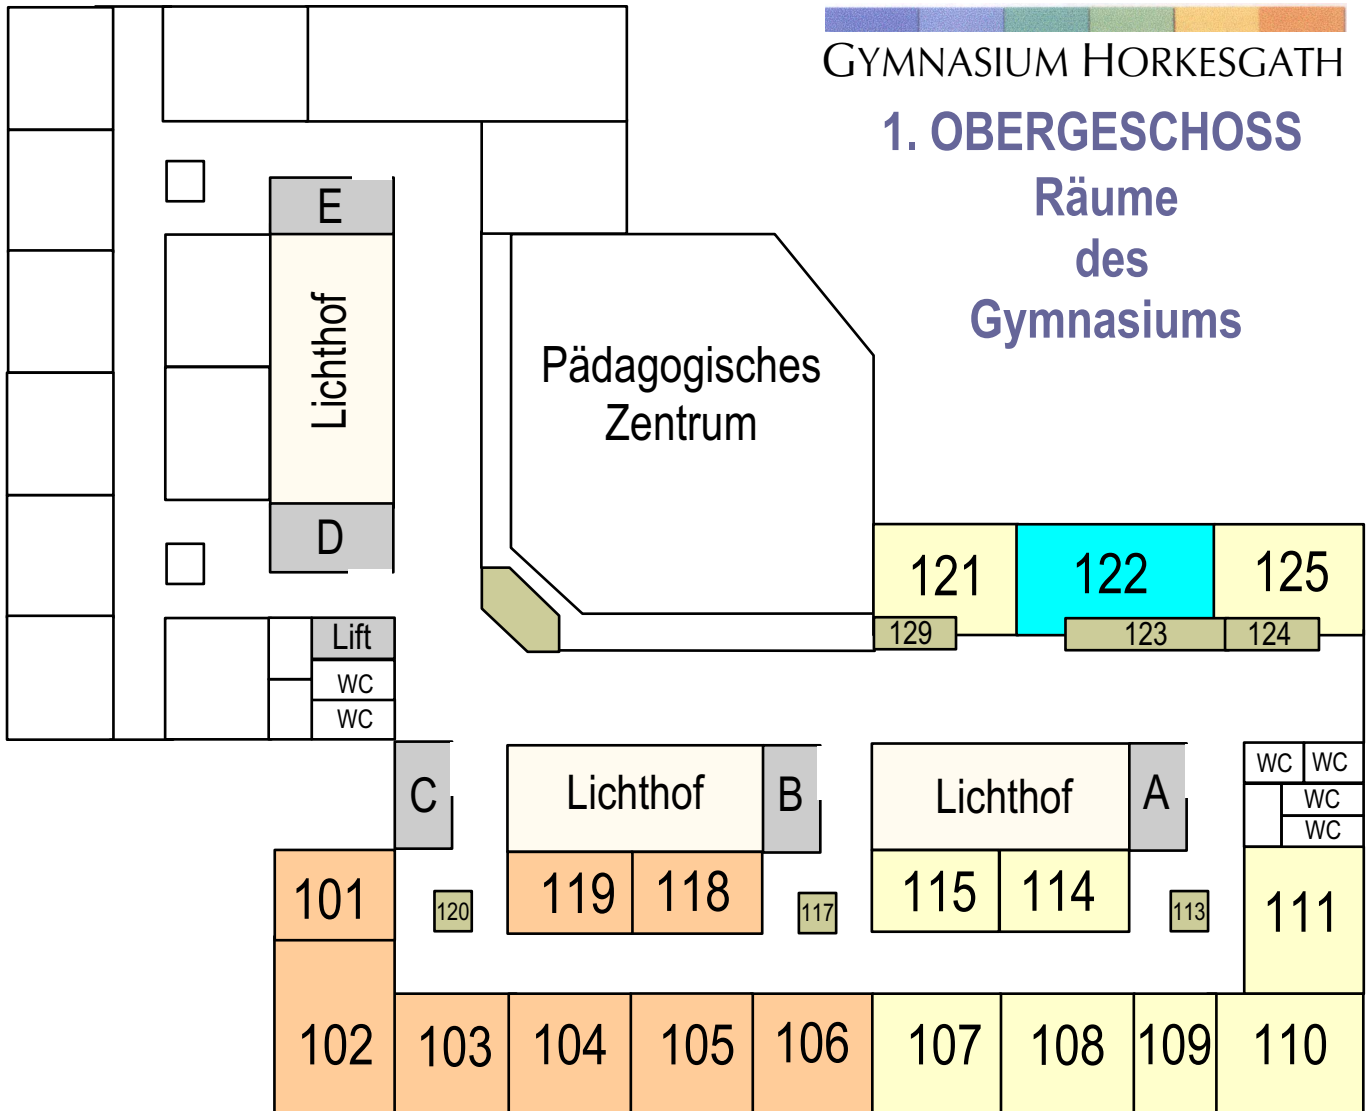 GYMNASIUM HORKESGATH
1. OBERGESCHOSS
Räume
des
Gymnasiums
E
Lichthof
D
Pädagogisches
Zentrum
121
122
125
129
123
124
Lift
WC
WC
C
Lichthof
B
Lichthof
A
WC
WC
WC
WC
101
120
119
118
117
115
114
113
111
102
103
104
105
106
107
108
109
110